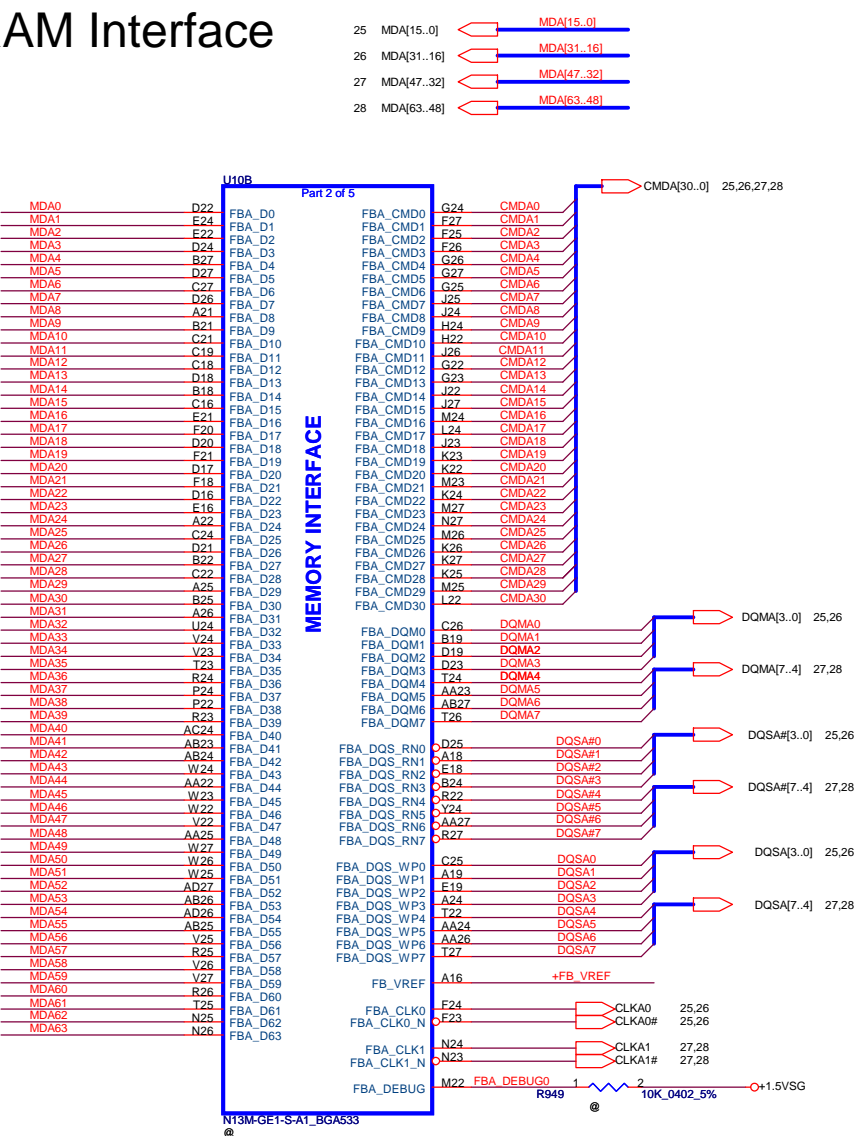 AM Interface
25 MDA[15..0] MDA[15..0]
26 MDA[31..16] MDA[31..16]
27 MDA[47..32] MDA[47..32]
28 MDA[63..48] MDA[63..48]
U10B
Part 2 of 5
CMDA[30..0] 25,26,27,28
MDA0 D22 FBA_D0 FBA_CMD0 G24 CMDA0
MDA1 E24 FBA_D1 FBA_CMD1 F27 CMDA1
MDA2 E22 FBA_D2 FBA_CMD2 F25 CMDA2
MDA3 D24 FBA_D3 FBA_CMD3 F26 CMDA3
MDA4 B27 FBA_D4 FBA_CMD4 G26 CMDA4
MDA5 D27 FBA_D5 FBA_CMD5 G27 CMDA5
MDA6 C27 FBA_D6 FBA_CMD6 G25 CMDA6
MDA7 D26 FBA_D7 FBA_CMD7 J25 CMDA7
MDA8 A21 FBA_D8 FBA_CMD8 J24 CMDA8
MDA9 B21 FBA_D9 FBA_CMD9 H24 CMDA9
MDA10 C21 FBA_D10 FBA_CMD10 H22 CMDA10
MDA11 C19 FBA_D11 FBA_CMD11 J26 CMDA11
MDA12 C18 FBA_D12 FBA_CMD12 G22 CMDA12
MDA13 D18 FBA_D13 FBA_CMD13 G23 CMDA13
MDA14 B18 FBA_D14 FBA_CMD14 J22 CMDA14
MDA15 C16 FBA_D15 FBA_CMD15 J27 CMDA15
MDA16 E21 FBA_D16 FBA_CMD16 M24 CMDA16
MDA17 F20 FBA_D17 FBA_CMD17 L24 CMDA17
MDA18 D20 FBA_D18 FBA_CMD18 J23 CMDA18
MDA19 F21 FBA_D19 FBA_CMD19 K23 CMDA19
MDA20 D17 FBA_D20 FBA_CMD20 K22 CMDA20
MDA21 F18 FBA_D21 FBA_CMD21 M23 CMDA21
MDA22 D16 FBA_D22 FBA_CMD22 K24 CMDA22
MDA23 E16 FBA_D23 FBA_CMD23 M27 CMDA23
MDA24 A22 FBA_D24 FBA_CMD24 N27 CMDA24
MDA25 C24 FBA_D25 FBA_CMD25 M26 CMDA25
MDA26 D21 FBA_D26 FBA_CMD26 K26 CMDA26
MDA27 B22 FBA_D27 FBA_CMD27 K27 CMDA27
MDA28 C22 FBA_D28 FBA_CMD28 K25 CMDA28
MDA29 A25 FBA_D29 FBA_CMD29 M25 CMDA29
MDA30 B25 FBA_D30 FBA_CMD30 L22 CMDA30
MEMORY INTERFACE
MDA31 A26 FBA_D31
MDA32 U24 FBA_D32 FBA_DQM0 C26 DQMA0 DQMA[3..0] 25,26
MDA33 V24 FBA_D33 FBA_DQM1 B19 DQMA1
MDA34 V23 FBA_D34 FBA_DQM2 D19 DQMA2
MDA35 T23 FBA_D35 FBA_DQM3 D23 DQMA3
MDA36 R24 FBA_D36 FBA_DQM4 T24 DQMA4 DQMA[7..4] 27,28
MDA37 P24 FBA_D37 FBA_DQM5 AA23 DQMA5
MDA38 P22 FBA_D38 FBA_DQM6 AB27 DQMA6
MDA39 R23 FBA_D39 FBA_DQM7 T26 DQMA7
MDA40 AC24 FBA_D40
MDA41 AB23 FBA_D41 FBA_DQS_RN0 D25 DQSA#0 DQSA#[3..0] 25,26
MDA42 AB24 FBA_D42 FBA_DQS_RN1 A18 DQSA#1
MDA43 W24 FBA_D43 FBA_DQS_RN2 E18 DQSA#2
MDA44 AA22 FBA_D44 FBA_DQS_RN3 B24 DQSA#3
MDA45 W23 FBA_D45 FBA_DQS_RN4 R22 DQSA#4 DQSA#[7..4] 27,28
MDA46 W22 FBA_D46 FBA_DQS_RN5 Y24 DQSA#5
MDA47 V22 FBA_D47 FBA_DQS_RN6 AA27 DQSA#6
MDA48 AA25 FBA_D48 FBA_DQS_RN7 R27 DQSA#7
MDA49 W27 FBA_D49
MDA50 W26 FBA_D50 FBA_DQS_WP0 C25 DQSA0 DQSA[3..0] 25,26
MDA51 W25 FBA_D51 FBA_DQS_WP1 A19 DQSA1
MDA52 AD27 FBA_D52 FBA_DQS_WP2 E19 DQSA2
MDA53 AB26 FBA_D53 FBA_DQS_WP3 A24 DQSA3
MDA54 AD26 FBA_D54 FBA_DQS_WP4 T22 DQSA4 DQSA[7..4] 27,28
MDA55 AB25 FBA_D55 FBA_DQS_WP5 AA24 DQSA5
MDA56 V25 FBA_D56 FBA_DQS_WP6 AA26 DQSA6
MDA57 R25 FBA_D57 FBA_DQS_WP7 T27 DQSA7
MDA58 V26 FBA_D58
MDA59 V27 FBA_D59 FB_VREF A16 +FB_VREF
MDA60 R26 FBA_D60
MDA61 T25 FBA_D61 FBA_CLK0 F24 CLKA0 25,26
MDA62 N25 FBA_D62 FBA_CLK0_N F23 CLKA0# 25,26
MDA63 N26 FBA_D63
FBA_CLK1 N24 CLKA1 27,28
FBA_CLK1_N N23 CLKA1# 27,28
FBA_DEBUG M22 FBA_DEBUG0 1 2 +1.5VSG
R949 10K_0402_5%
@
N13M-GE1-S-A1_BGA533
@